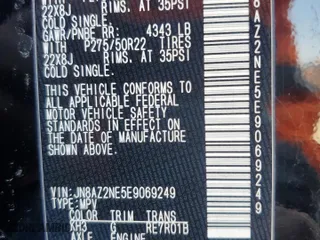 22X8J RIMS. AT 35PSI
COLD SINGLE.
GAWR/PNBE RR: 4343 LB
WITH P275/50R22 TIRES
22X8J RIMS. AT 35PSI
COLD SINGLE.
THIS VEHICLE CONFORMS TO
ALL APPLICABLE FEDERAL
MOTOR VEHICLE SAFETY
STANDARDS IN EFFECT ON
THE DATE OF MANUFACTURE
SHOWN ABOVE.
VIN:JN8AZ2NE5E9069249
TYPE:MPV
COLOR TRIM TRANS
KH3 G RE7R01B
AXLE ENGINE
8AZ2NE5E9069249